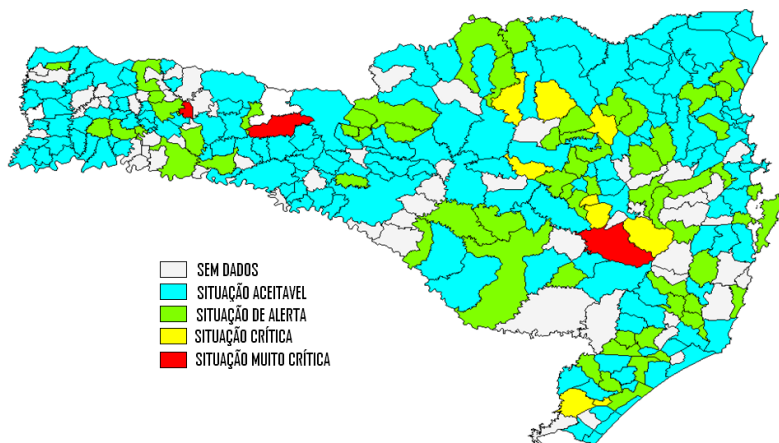 SEM DADOS
SITUAÇÃO ACEITAVEL
SITUAÇÃO DE ALERTA
SITUAÇÃO CRÍTICA
SITUAÇÃO MUITO CRÍTICA